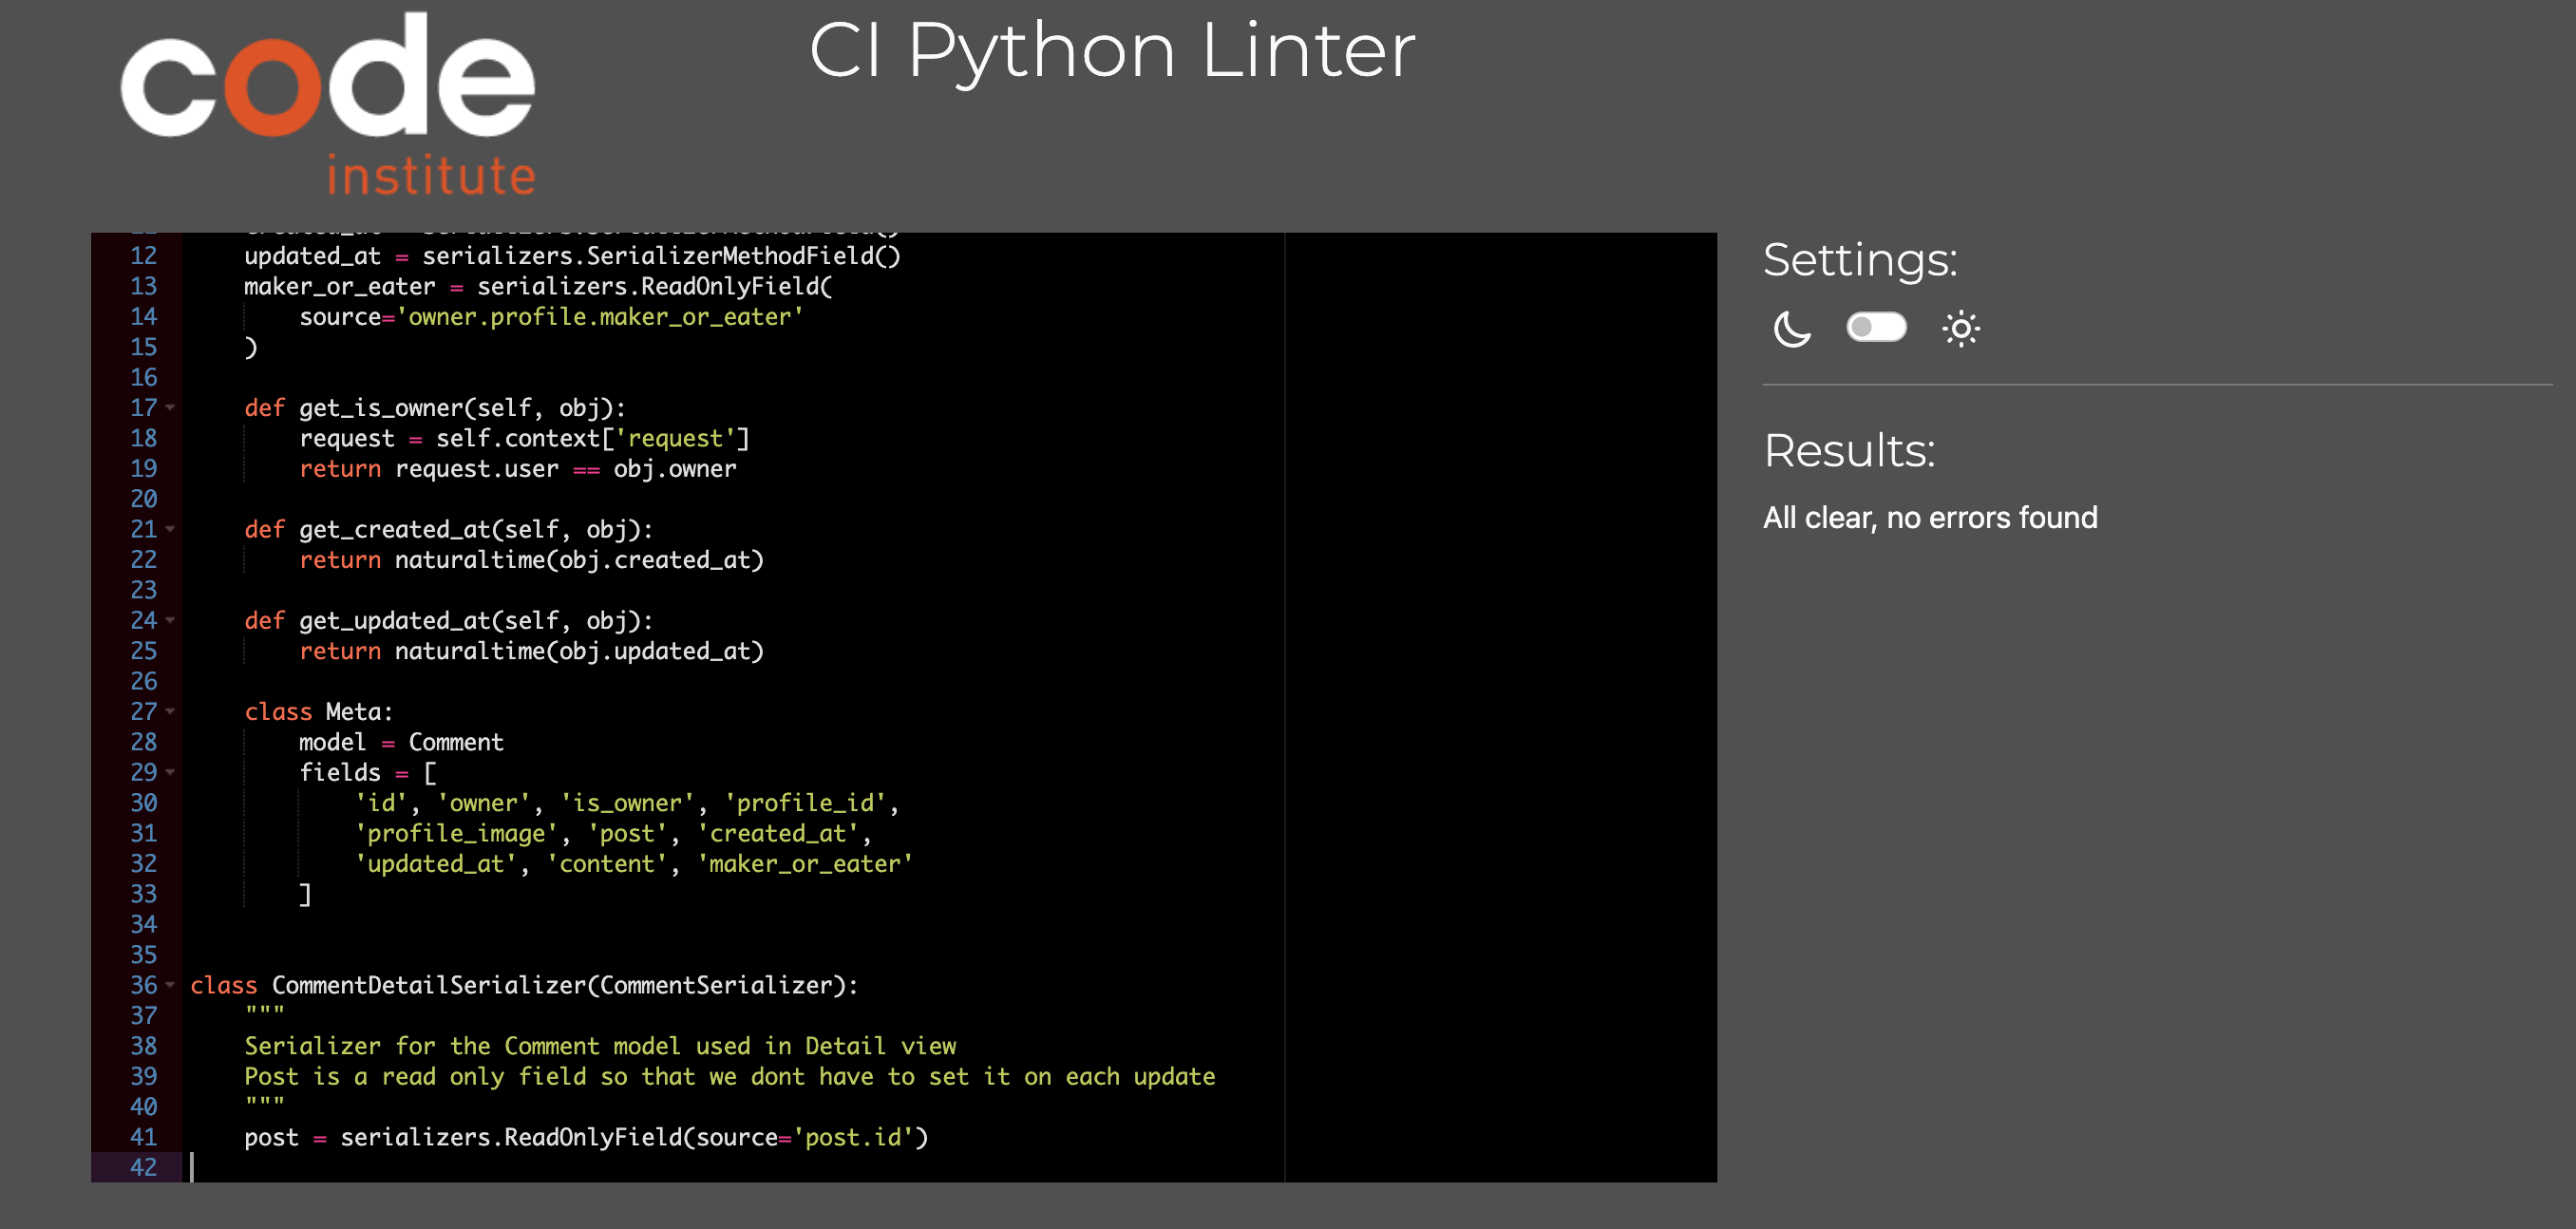 code
institute
CI Python Linter
12 updated_at = serializers.SerializerMethodField()
13 maker_or_eater = serializers.ReadOnlyField(
14 source='owner.profile.maker_or_eater'
15 )
16
17 def get_is_owner(self, obj):
18 request = self.context['request']
19 return request.user == obj.owner
20
21 def get_created_at(self, obj):
22 return naturaltime(obj.created_at)
23
24 def get_updated_at(self, obj):
25 return naturaltime(obj.updated_at)
26
27 class Meta:
28 model = Comment
29 fields = [
30 'id', 'owner', 'is_owner', 'profile_id',
31 'profile_image', 'post', 'created_at',
32 'updated_at', 'content', 'maker_or_eater'
33 ]
34
35
36 class CommentDetailSerializer(CommentSerializer):
37 """
38 Serializer for the Comment model used in Detail view
39 Post is a read only field so that we dont have to set it on each update
40 """
41 post = serializers.ReadOnlyField(source='post.id')
42
Settings:
Results:
All clear, no errors found